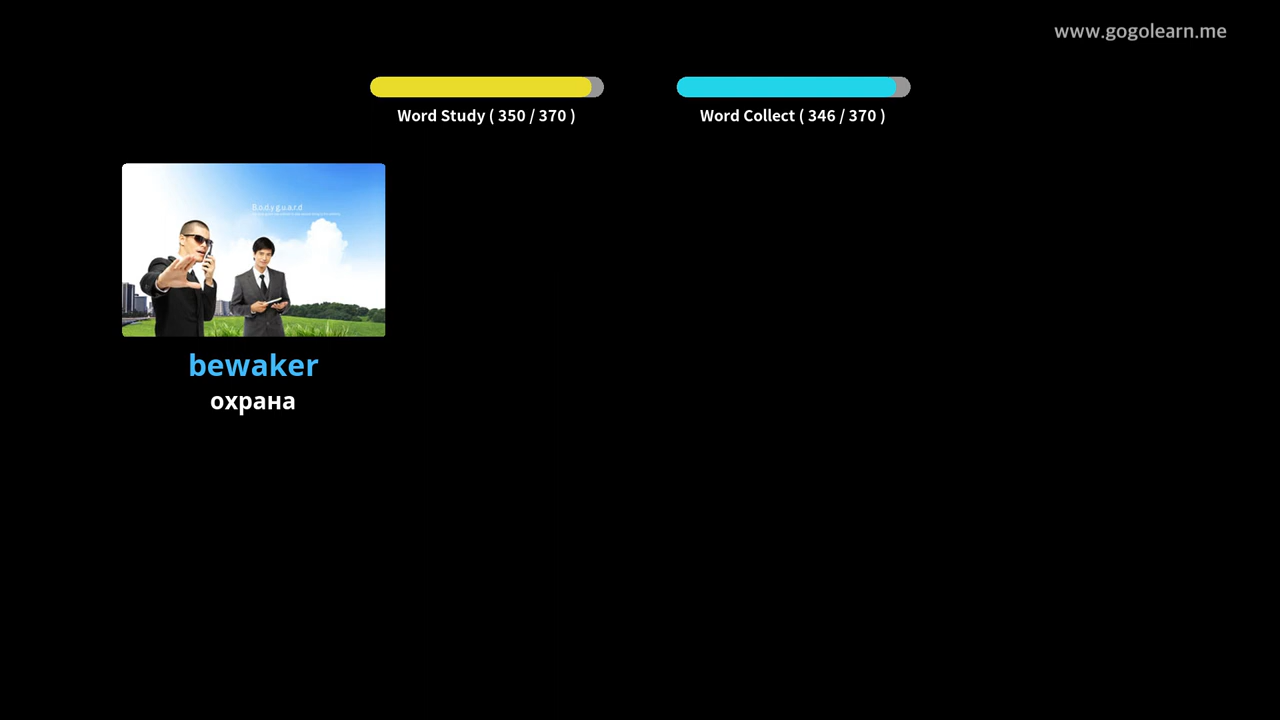 www.gogolearn.me
Word Study ( 350 / 370 )
Word Collect ( 346 / 370 )
Bodyguard
bewaker
охрана